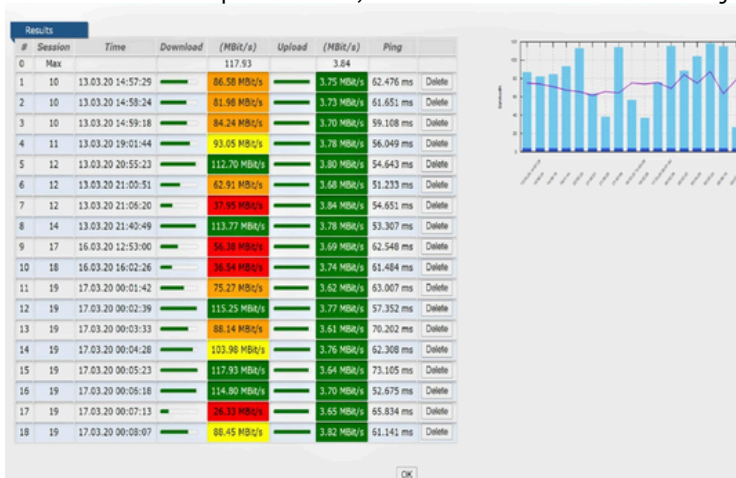 Results
# Session Time Download (MBit/s) Upload (MBit/s) Ping
0 Max 117.93 3.84
1 10 13.03.20 14:57:29 86.58 MBit/s 3.75 MBit/s 62.476 ms Delete
2 10 13.03.20 14:58:24 81.98 MBit/s 3.73 MBit/s 61.651 ms Delete
3 10 13.03.20 14:59:18 84.24 MBit/s 3.70 MBit/s 59.108 ms Delete
4 11 13.03.20 19:01:44 93.05 MBit/s 3.78 MBit/s 56.049 ms Delete
5 12 13.03.20 20:55:23 112.70 MBit/s 3.80 MBit/s 54.643 ms Delete
6 12 13.03.20 21:00:51 62.91 MBit/s 3.68 MBit/s 51.233 ms Delete
7 12 13.03.20 21:06:20 37.95 MBit/s 3.84 MBit/s 54.651 ms Delete
8 14 13.03.20 21:40:49 113.77 MBit/s 3.78 MBit/s 53.307 ms Delete
9 17 16.03.20 12:53:00 56.38 MBit/s 3.69 MBit/s 62.548 ms Delete
10 18 16.03.20 16:02:26 36.54 MBit/s 3.74 MBit/s 61.484 ms Delete
11 19 17.03.20 00:01:42 75.27 MBit/s 3.62 MBit/s 63.007 ms Delete
12 19 17.03.20 00:02:39 115.25 MBit/s 3.77 MBit/s 57.352 ms Delete
13 19 17.03.20 00:03:33 88.14 MBit/s 3.61 MBit/s 70.202 ms Delete
14 19 17.03.20 00:04:28 103.98 MBit/s 3.76 MBit/s 62.308 ms Delete
15 19 17.03.20 00:05:23 117.93 MBit/s 3.64 MBit/s 73.105 ms Delete
16 19 17.03.20 00:06:18 114.80 MBit/s 3.70 MBit/s 52.675 ms Delete
17 19 17.03.20 00:07:13 26.33 MBit/s 3.65 MBit/s 65.834 ms Delete
18 19 17.03.20 00:08:07 88.45 MBit/s 3.82 MBit/s 61.141 ms Delete
OK